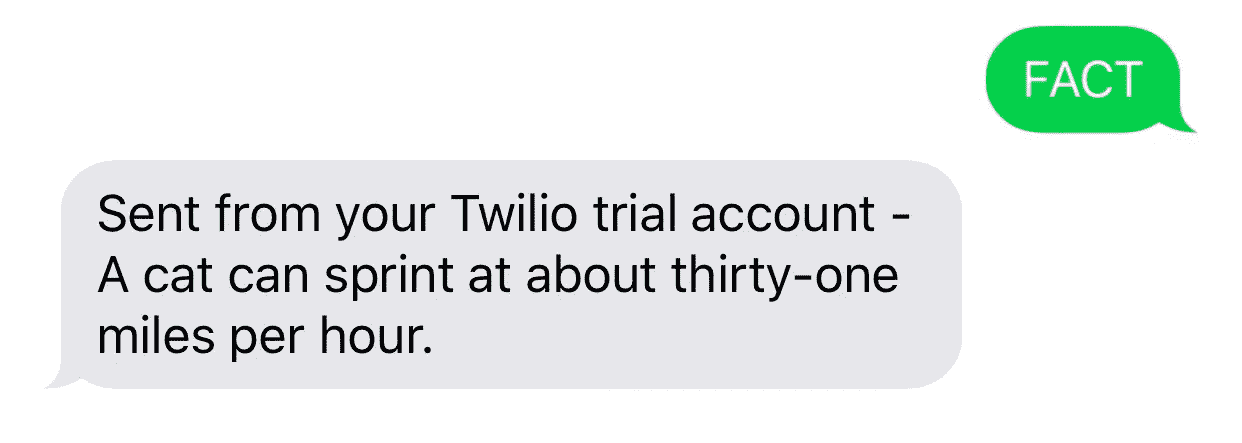 FACT
Sent from your Twilio trial account -
A cat can sprint at about thirty-one
miles per hour.